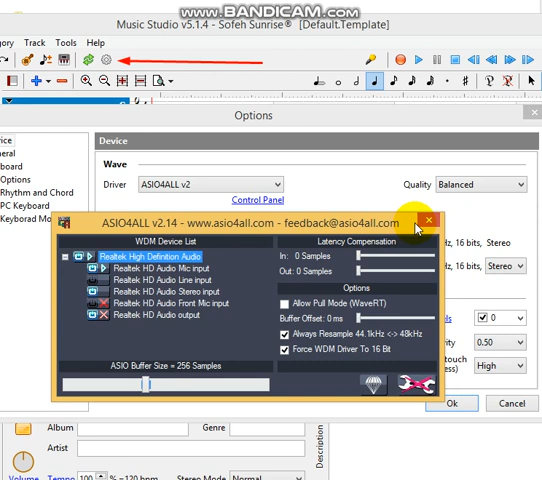 www.BANDICAM.com
Music Studio v5.1.4 - Sofeh Sunrise* [Default.Template]
gory Track Tools Help
Options
vice
Device
neral
Wave
board
Options
Driver ASIO4ALL v2 Quality Balanced
Rhythm and Chord
Control Panel
PC Keyboard
Keyborad Mo
ASIO4ALL v2.14 - www.asio4all.com - feedback@asio4all.com
WDM Device List
Latency Compensation
Hz, 16 bits, Stereo
Realtek High Definition Audio
In: 0 Samples
Realtek HD Audio Mic input
Out: 0 Samples
Hz, 16 bits Stereo
Realtek HD Audio Line input
Options
Realtek HD Audio Stereo input
Allow Pull Mode (WaveRT)
Realtek HD Audio Front Mic input
Buffer Offset: 0 ms
Realtek HD Audio output
0
Always Resample 44.1kHz <-> 48kHz
0.50
Force WDM Driver To 16 Bit
ASIO Buffer Size = 256 Samples
High
Ok Cancel
Album Genre
Artist
Description
Volume Tempo 100 % =120 bpm Stereo Mode Normal